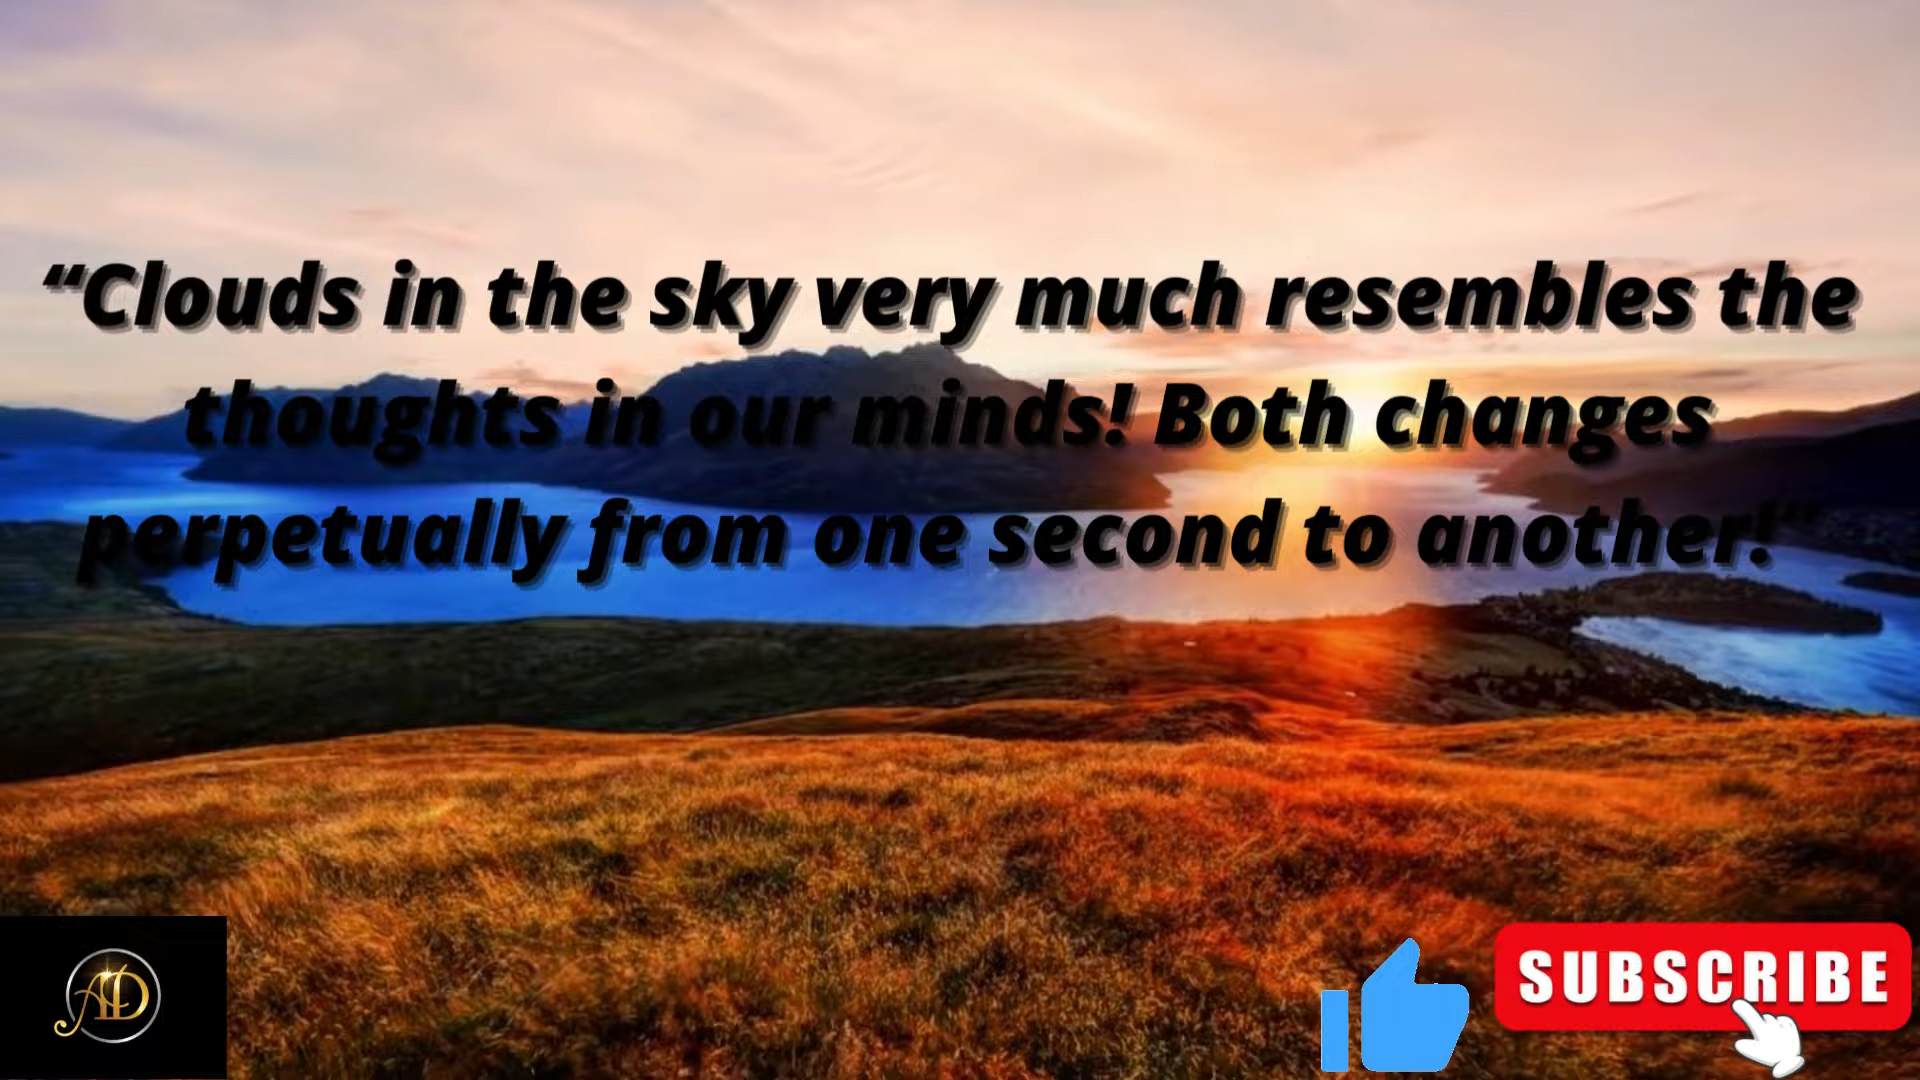 “Clouds in the sky very much resembles the
thoughts in our minds! Both changes
perpetually from one second to another!”
AD
SUBSCRIBE